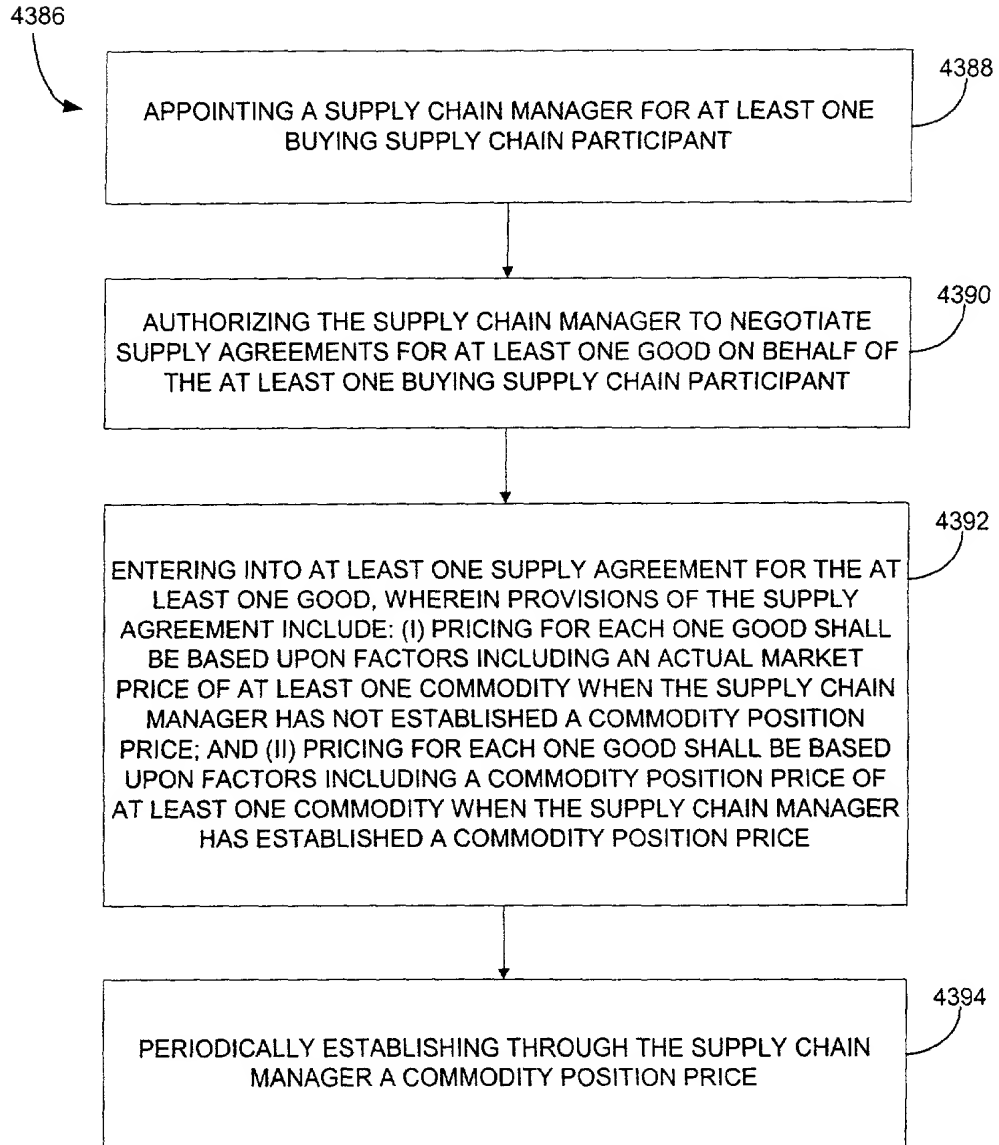 4386
4388
APPOINTING A SUPPLY CHAIN MANAGER FOR AT LEAST ONE
BUYING SUPPLY CHAIN PARTICIPANT
4390
AUTHORIZING THE SUPPLY CHAIN MANAGER TO NEGOTIATE
SUPPLY AGREEMENTS FOR AT LEAST ONE GOOD ON BEHALF OF
THE AT LEAST ONE BUYING SUPPLY CHAIN PARTICIPANT
4392
ENTERING INTO AT LEAST ONE SUPPLY AGREEMENT FOR THE AT
LEAST ONE GOOD, WHEREIN PROVISIONS OF THE SUPPLY
AGREEMENT INCLUDE: (I) PRICING FOR EACH ONE GOOD SHALL
BE BASED UPON FACTORS INCLUDING AN ACTUAL MARKET
PRICE OF AT LEAST ONE COMMODITY WHEN THE SUPPLY CHAIN
MANAGER HAS NOT ESTABLISHED A COMMODITY POSITION
PRICE; AND (II) PRICING FOR EACH ONE GOOD SHALL BE BASED
UPON FACTORS INCLUDING A COMMODITY POSITION PRICE OF
AT LEAST ONE COMMODITY WHEN THE SUPPLY CHAIN MANAGER
HAS ESTABLISHED A COMMODITY POSITION PRICE
4394
PERIODICALLY ESTABLISHING THROUGH THE SUPPLY CHAIN
MANAGER A COMMODITY POSITION PRICE